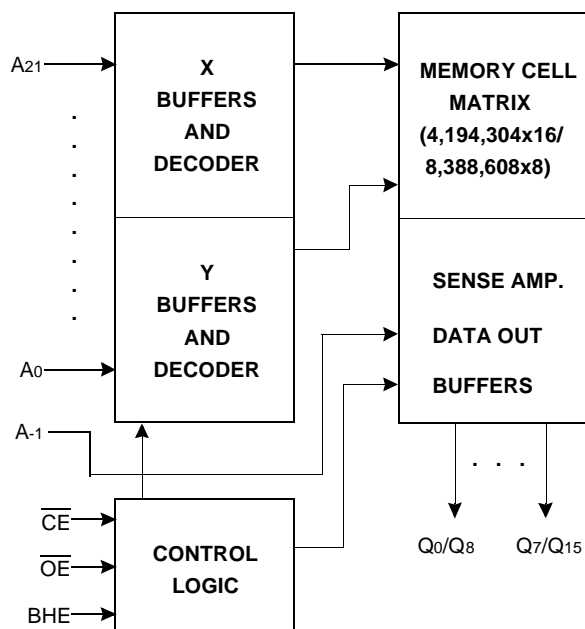 A21
X
BUFFERS
AND
DECODER
MEMORY CELL
MATRIX
(4,194,304x16/
8,388,608x8)
Y
BUFFERS
AND
DECODER
A0
SENSE AMP.
DATA OUT
BUFFERS
A-1
CE
OE
BHE
CONTROL
LOGIC
. . .
Q0/Q8
Q7/Q15